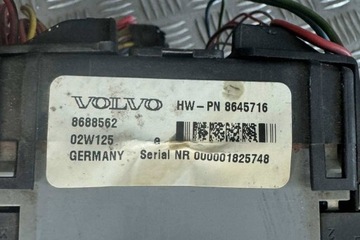 VOLVO HW-PN 8645716
8688562
02W125 a
GERMANY Serial NR 000001825748